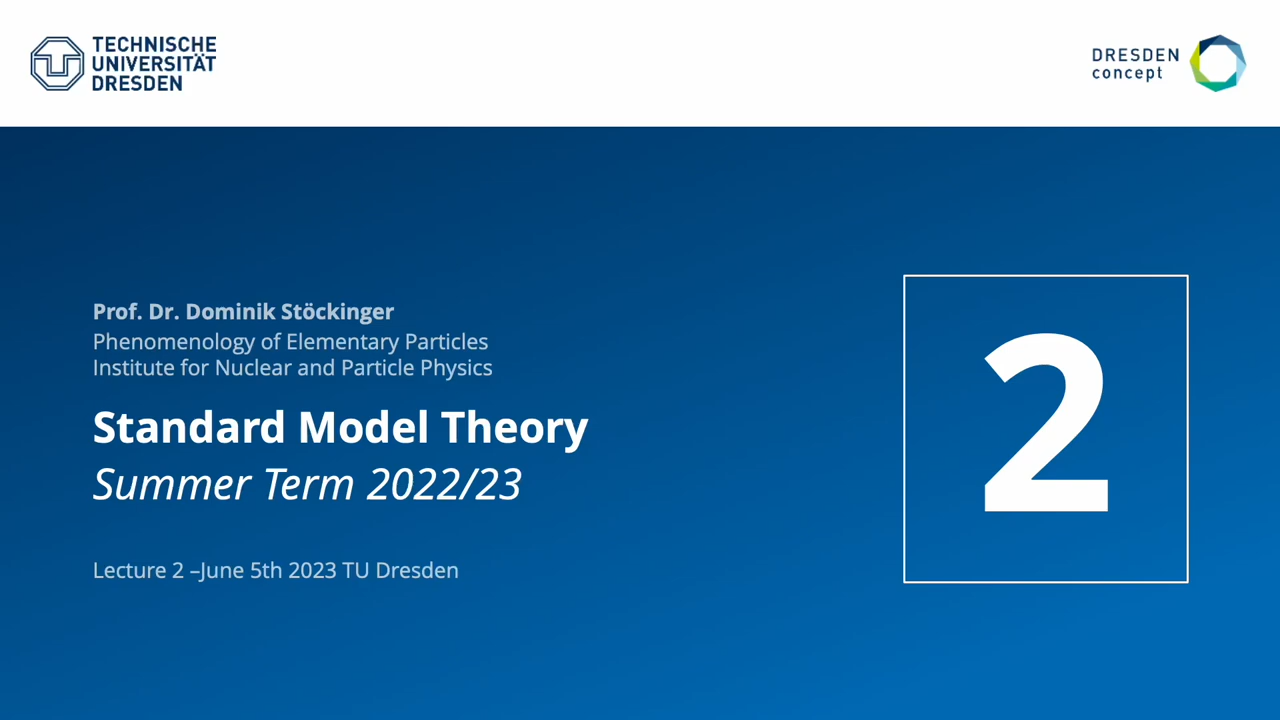 TECHNISCHE
UNIVERSITÄT
DRESDEN
DRESDEN
concept
Prof. Dr. Dominik Stöckinger
Phenomenology of Elementary Particles
Institute for Nuclear and Particle Physics
Standard Model Theory
Summer Term 2022/23
Lecture 2 –June 5th 2023 TU Dresden
2